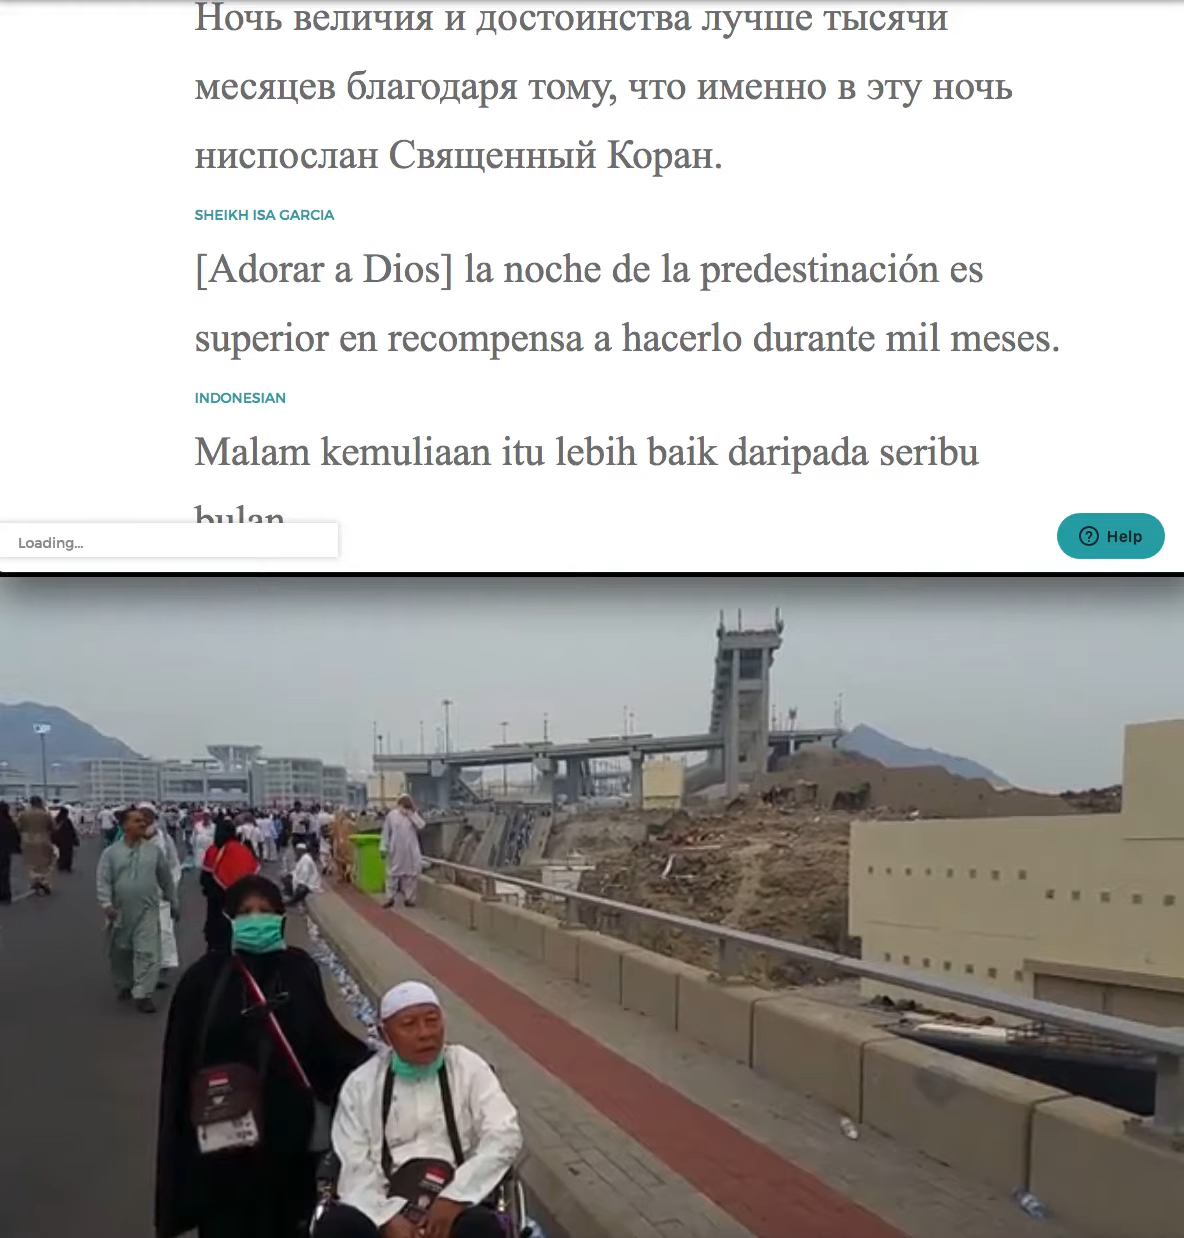 Ночь величия и достоинства лучше тысячи
месяцев благодаря тому, что именно в эту ночь
ниспослан Священный Коран.
SHEIKH ISA GARCIA
[Adorar a Dios] la noche de la predestinación es
superior en recompensa a hacerlo durante mil meses.
INDONESIAN
Malam kemuliaan itu lebih baik daripada seribu
bulan
Loading...
Help